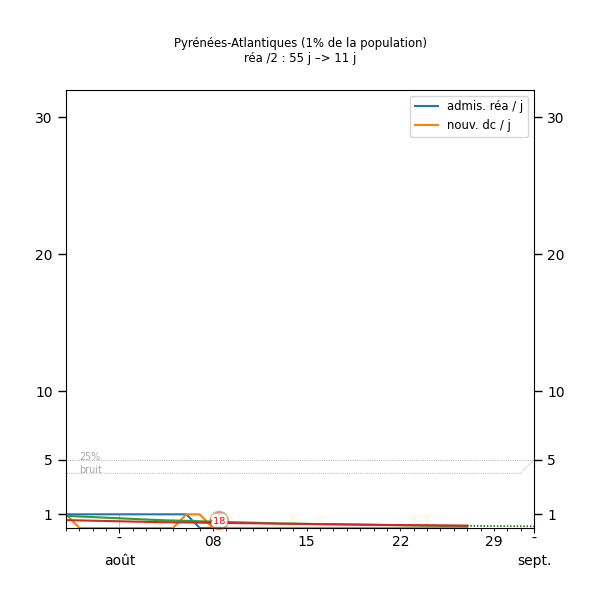 Pyrénées-Atlantiques (1% de la population)
réa /2 : 55 j –> 11 j
admis. réa / j
nouv. dc / j
30 30
20 20
10 10
5 5
25%
bruit
1 1
18
- 08 15 22 29 -
août sept.